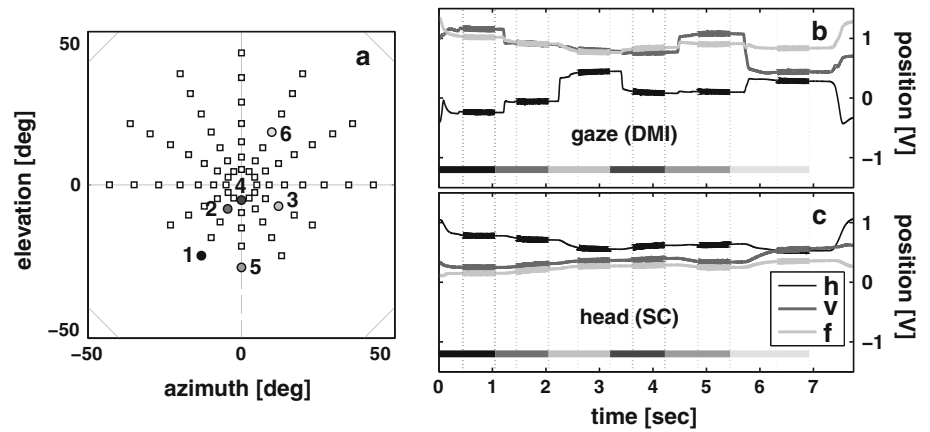 a
50
0
−50
elevation [deg]
−50
0
50
azimuth [deg]
1
2
3
4
5
6
b
1
0
−1
position [V]
gaze (DMI)
c
1
0
−1
position [V]
head (SC)
h
v
f
0
1
2
3
4
5
6
7
time [sec]